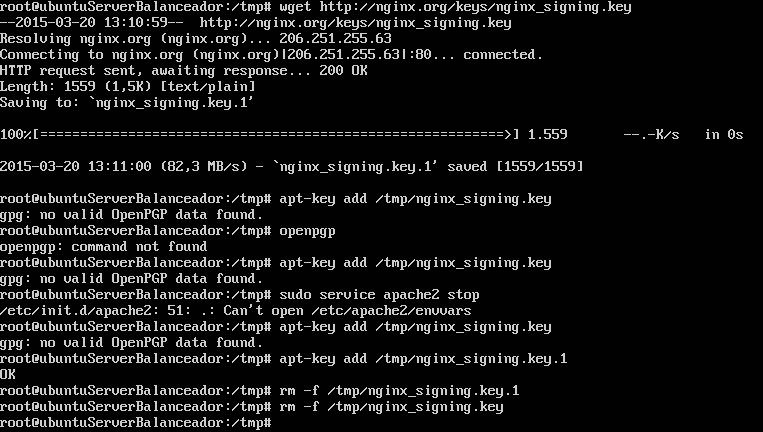 root@ubuntuServerBalanceador:/tmp# wget http://nginx.org/keys/nginx_signing.key
--2015-03-20 13:10:59--  http://nginx.org/keys/nginx_signing.key
Resolving nginx.org (nginx.org)... 206.251.255.63
Connecting to nginx.org (nginx.org)|206.251.255.63|:80... connected.
HTTP request sent, awaiting response... 200 OK
Length: 1559 (1,5K) [text/plain]
Saving to: `nginx_signing.key.1'
100%[===========================================================>] 1.559       --.-K/s   in 0s
2015-03-20 13:11:00 (82,3 MB/s) - `nginx_signing.key.1' saved [1559/1559]
root@ubuntuServerBalanceador:/tmp# apt-key add /tmp/nginx_signing.key
gpg: no valid OpenPGP data found.
root@ubuntuServerBalanceador:/tmp# openpgp
openpgp: command not found
root@ubuntuServerBalanceador:/tmp# apt-key add /tmp/nginx_signing.key
gpg: no valid OpenPGP data found.
root@ubuntuServerBalanceador:/tmp# sudo service apache2 stop
/etc/init.d/apache2: 51: .: Can't open /etc/apache2/envvars
root@ubuntuServerBalanceador:/tmp# apt-key add /tmp/nginx_signing.key
gpg: no valid OpenPGP data found.
root@ubuntuServerBalanceador:/tmp# apt-key add /tmp/nginx_signing.key.1
OK
root@ubuntuServerBalanceador:/tmp# rm -f /tmp/nginx_signing.key.1
root@ubuntuServerBalanceador:/tmp# rm -f /tmp/nginx_signing.key
root@ubuntuServerBalanceador:/tmp#